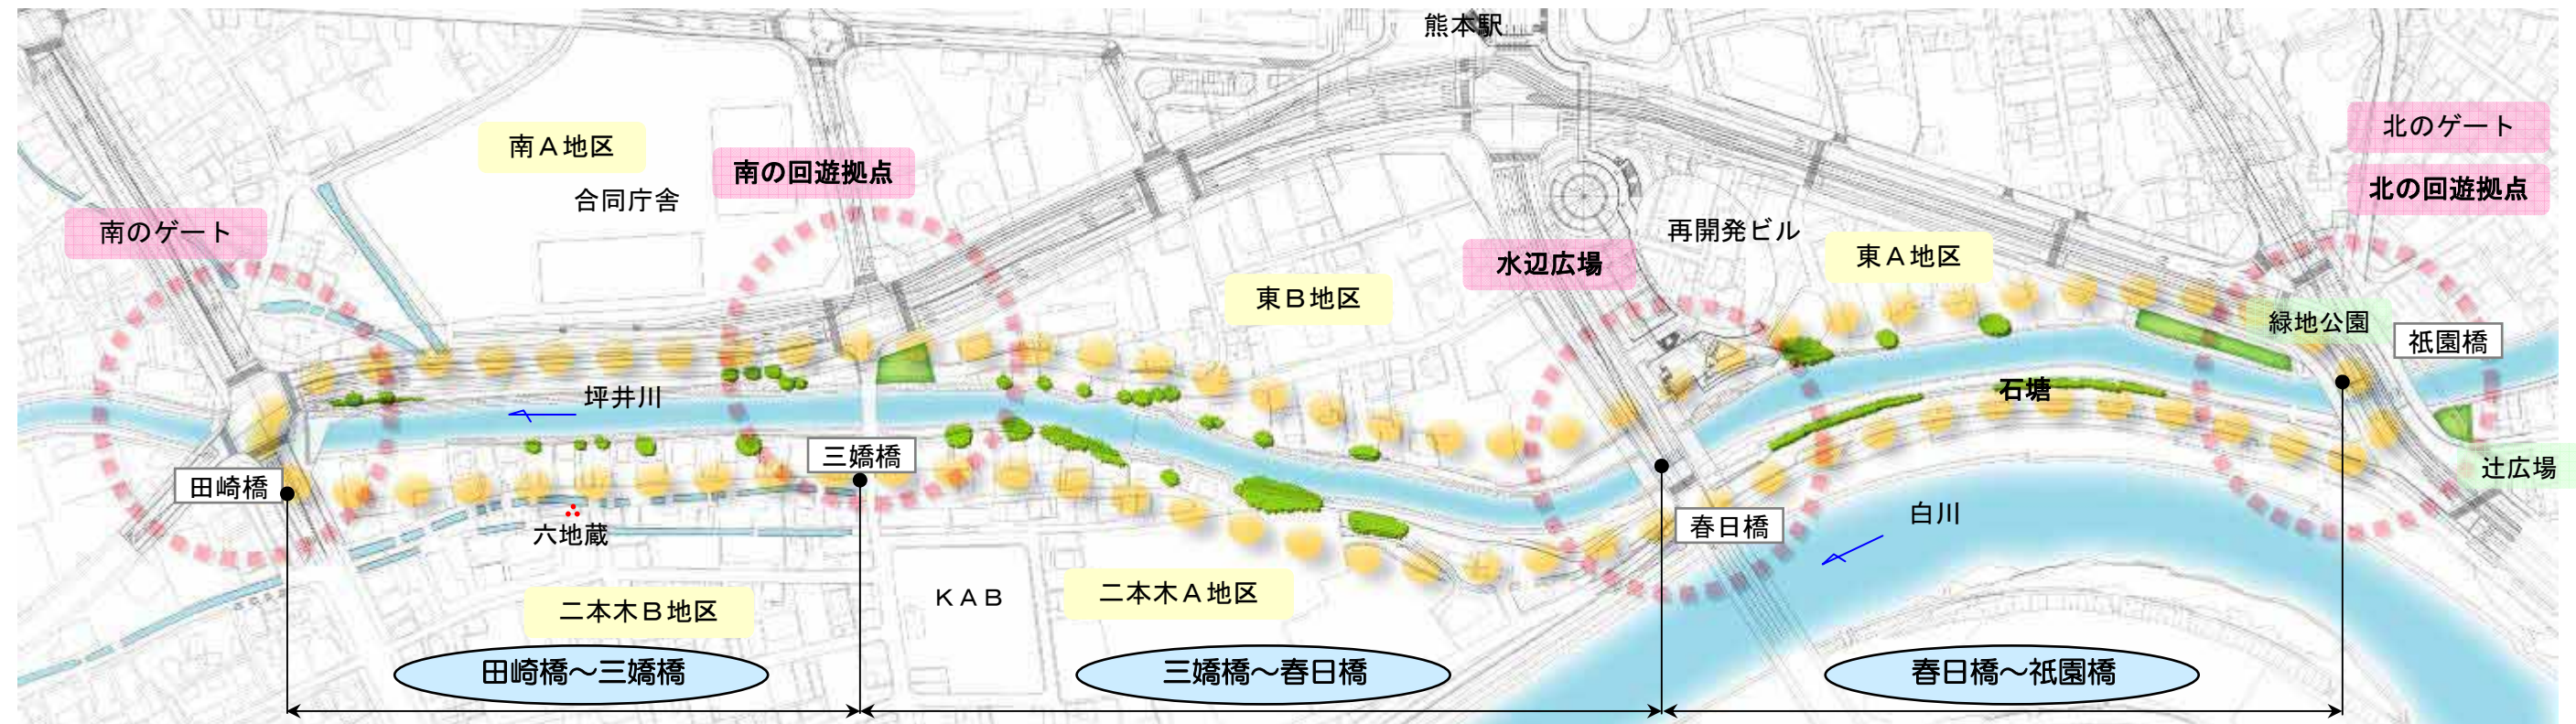 熊本駅
北のゲート
南A地区
南の回遊拠点
北の回遊拠点
合同庁舎
南のゲート
再開発ビル
水辺広場
東A地区
東B地区
緑地公園
祇園橋
坪井川
石塘
三嬌橋
辻広場
田崎橋
白川
春日橋
六地蔵
KAB
二本木A地区
二本木B地区
田崎橋～三嬌橋
三嬌橋～春日橋
春日橋～祇園橋